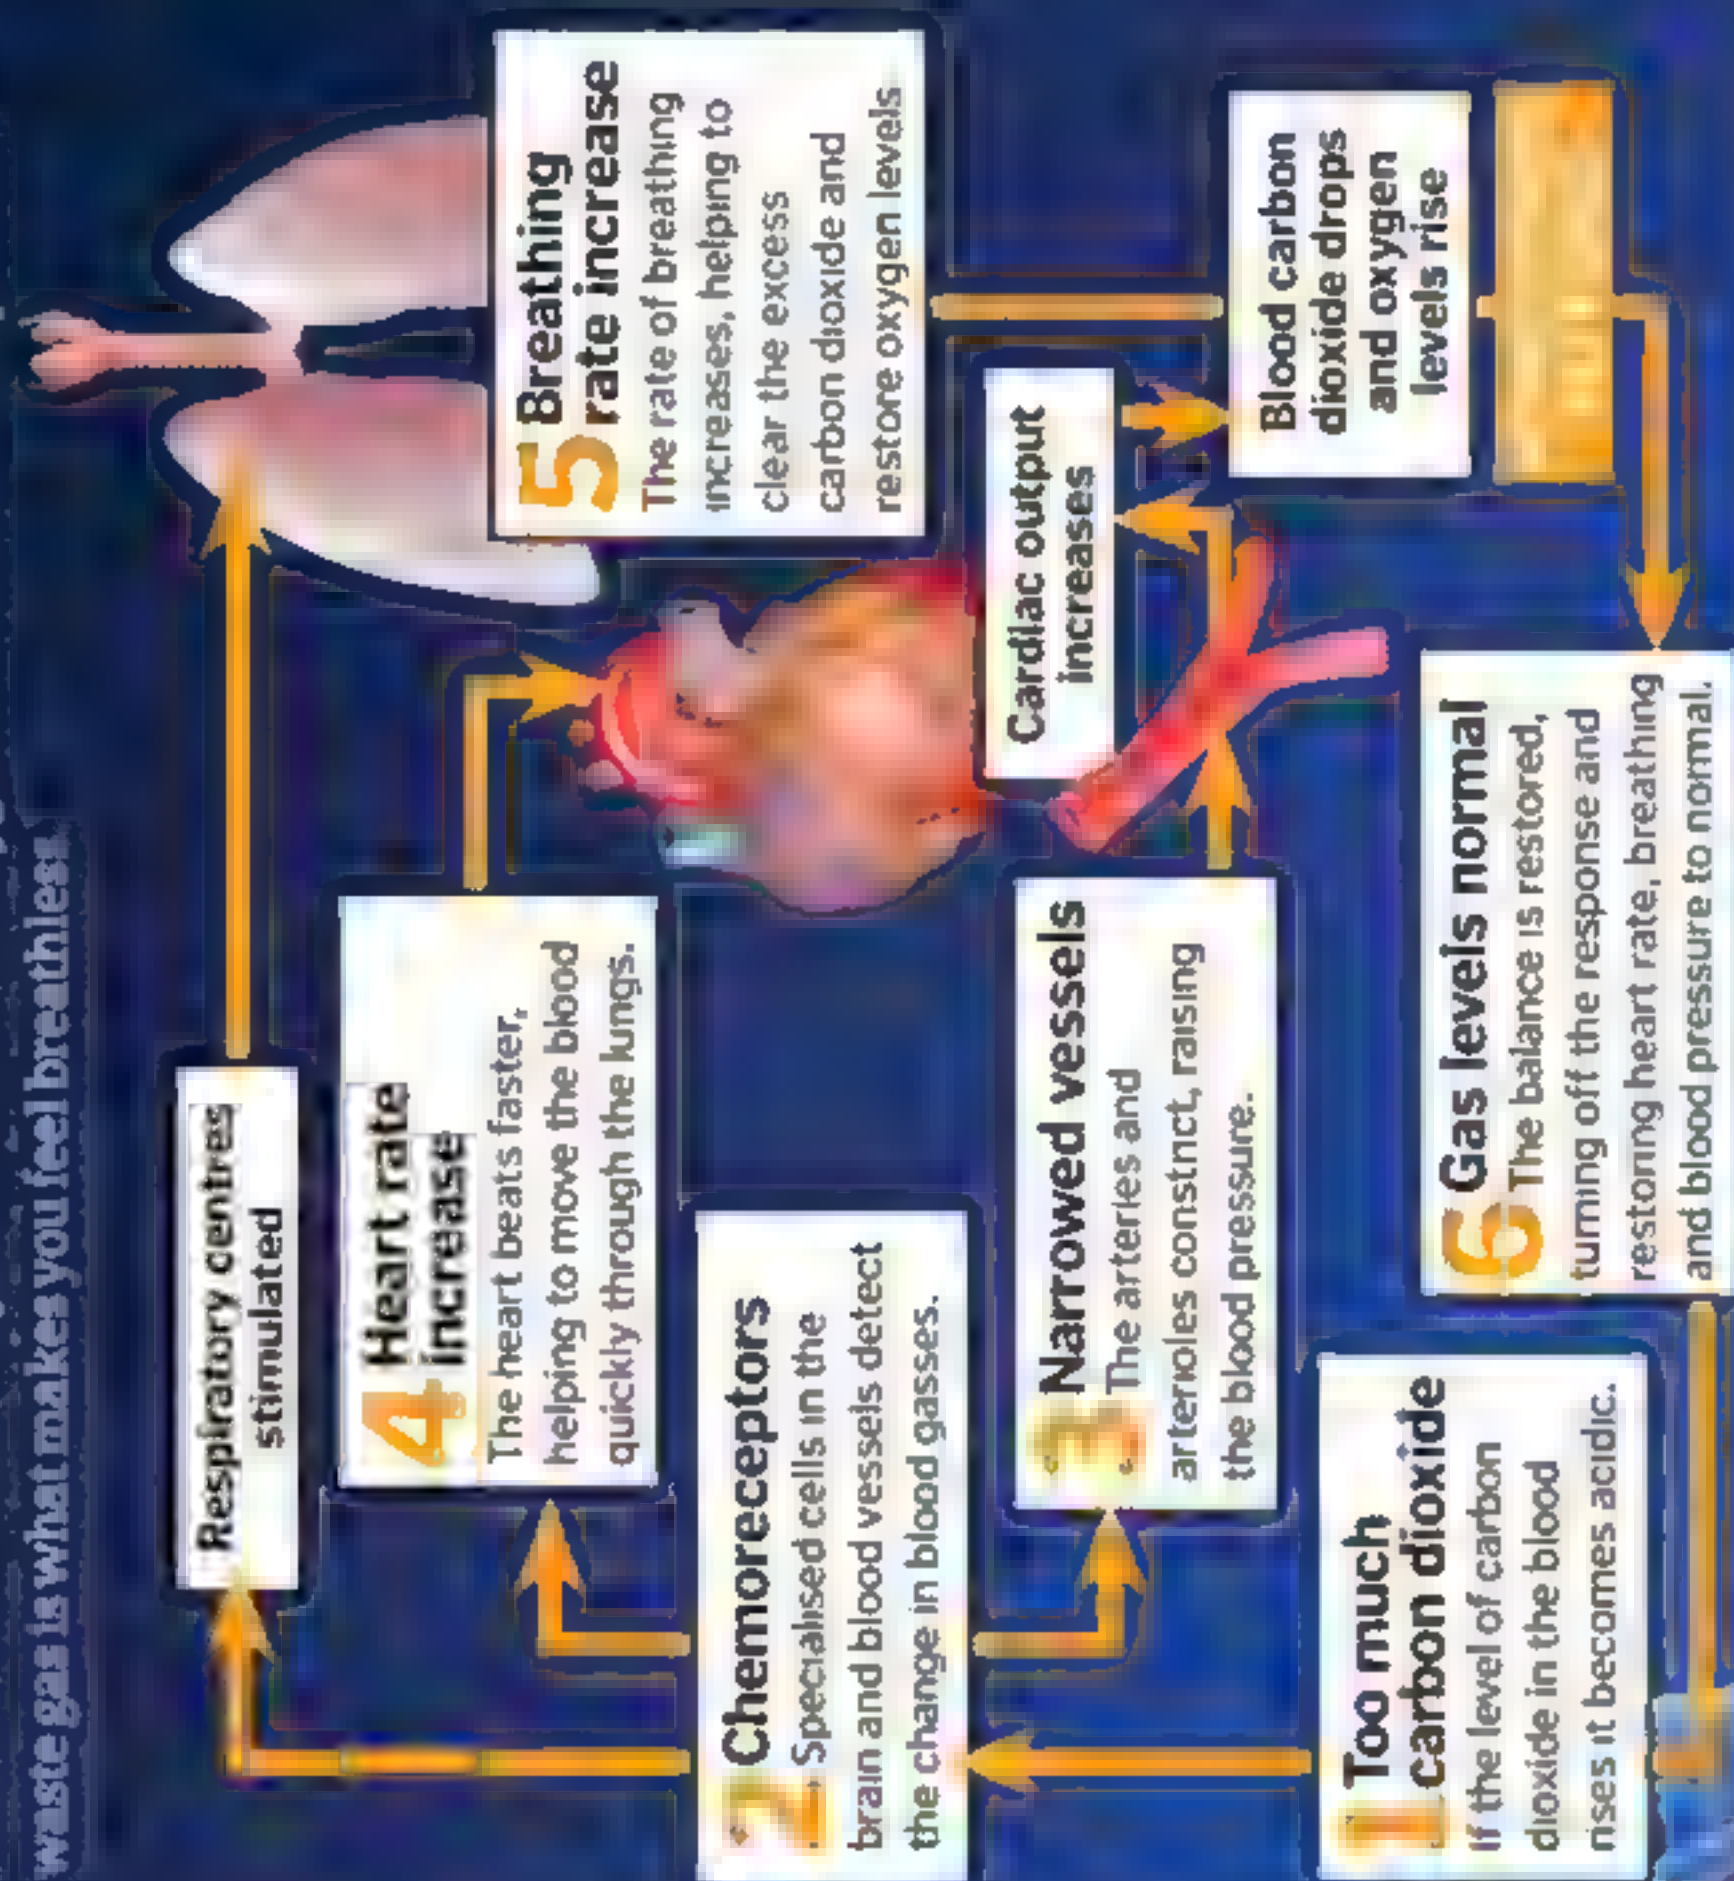 waste gas is what makes you feel breathless
Respiratory centres
stimulated
4 Heart rate
increase
The heart beats faster,
helping to move the blood
quickly through the lungs.
2 Chemoreceptors
Specialised cells in the
brain and blood vessels detect
the change in blood gasses.
3 Narrowed vessels
The arteries and
arterioles constrict, raising
the blood pressure.
1 Too much
carbon dioxide
If the level of carbon
dioxide in the blood
rises it becomes acidic.
5 Breathing
rate increase
The rate of breathing
increases, helping to
clear the excess
carbon dioxide and
restore oxygen levels
Cardiac output
increases
Blood carbon
dioxide drops
and oxygen
levels rise
6 Gas levels normal
The balance is restored,
turning off the response and
restoring heart rate, breathing
and blood pressure to normal.